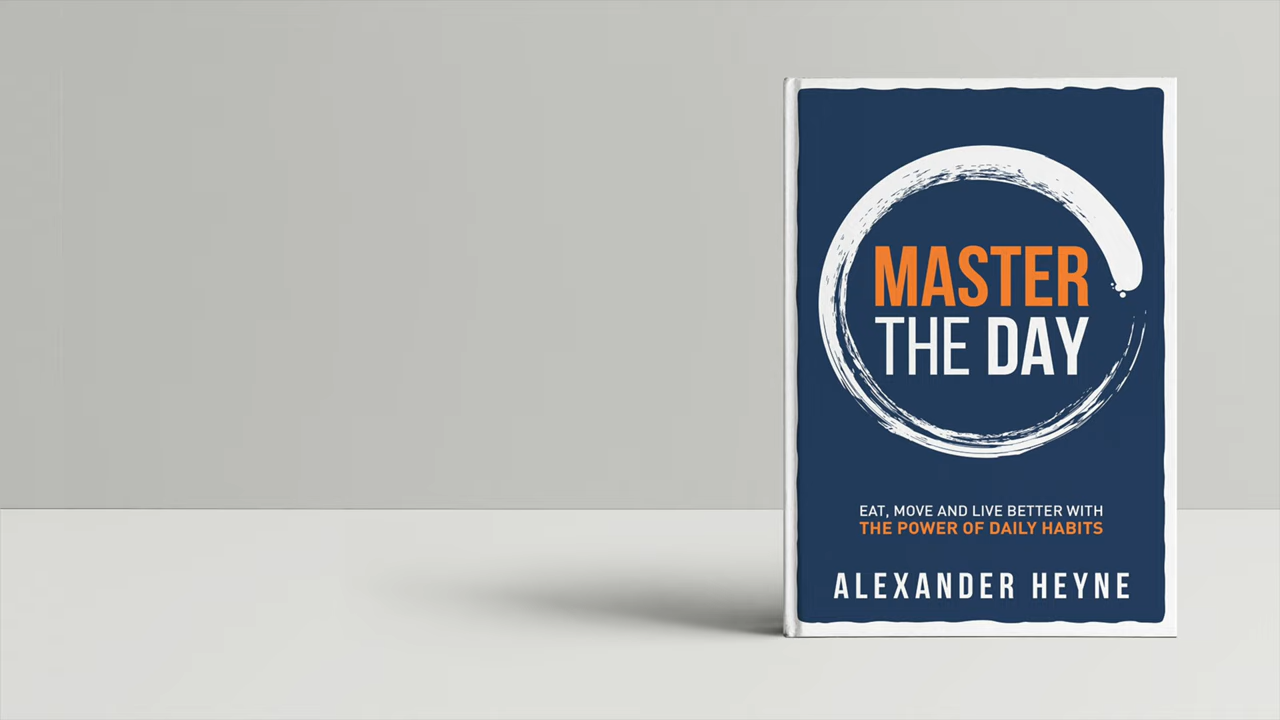 MASTER
THE DAY
EAT, MOVE AND LIVE BETTER WITH
THE POWER OF DAILY HABITS
ALEXANDER HEYNE